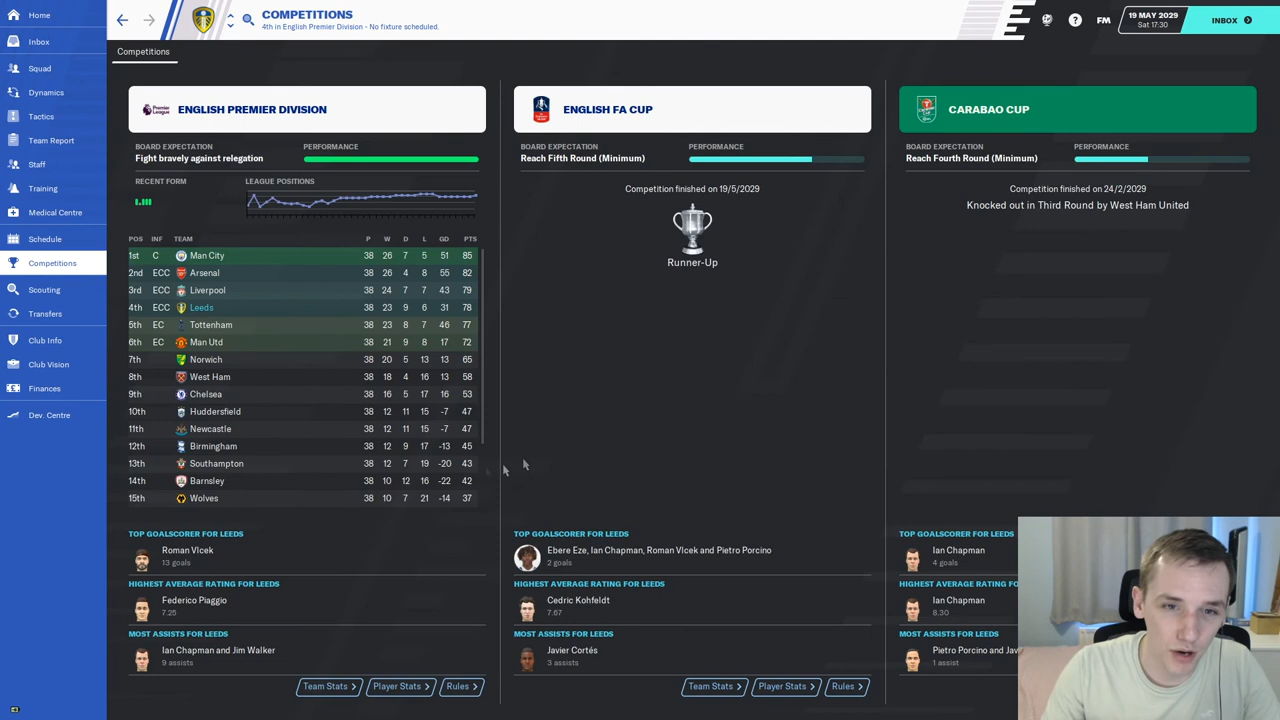 Home
Inbox
Squad
Dynamics
Tactics
Team Report
Staff
Training
Medical Centre
Schedule
Competitions
Scouting
Transfers
Club Info
Club Vision
Finances
Dev. Centre
COMPETITIONS
4th in English Premier Division - No fixture scheduled.
?
FM
19 MAY 2029
Sat 17:30
INBOX
Competitions
Premier League
ENGLISH PREMIER DIVISION
BOARD EXPECTATION PERFORMANCE
Fight bravely against relegation
RECENT FORM LEAGUE POSITIONS
POS INF TEAM P W D L GD PTS
1st C Man City 38 26 7 5 51 85
2nd ECC Arsenal 38 26 4 8 55 82
3rd ECC Liverpool 38 24 7 7 43 79
4th ECC Leeds 38 23 9 6 31 78
5th EC Tottenham 38 23 8 7 46 77
6th EC Man Utd 38 21 9 8 17 72
7th Norwich 38 20 5 13 13 65
8th West Ham 38 18 4 16 13 58
9th Chelsea 38 16 5 17 16 53
10th Huddersfield 38 12 11 15 -7 47
11th Newcastle 38 12 11 15 -7 47
12th Birmingham 38 12 9 17 -13 45
13th Southampton 38 12 7 19 -20 43
14th Barnsley 38 10 12 16 -22 42
15th Wolves 38 10 7 21 -14 37
TOP GOALSCORER FOR LEEDS
Roman Vlcek
13 goals
HIGHEST AVERAGE RATING FOR LEEDS
Federico Piaggio
7.25
MOST ASSISTS FOR LEEDS
Ian Chapman and Jim Walker
9 assists
Team Stats Player Stats Rules
ENGLISH FA CUP
BOARD EXPECTATION PERFORMANCE
Reach Fifth Round (Minimum)
Competition finished on 19/5/2029
Runner-Up
TOP GOALSCORER FOR LEEDS
Ebere Eze, Ian Chapman, Roman Vlcek and Pietro Porcino
2 goals
HIGHEST AVERAGE RATING FOR LEEDS
Cedric Kohfeldt
7.67
MOST ASSISTS FOR LEEDS
Javier Cortés
3 assists
Team Stats Player Stats Rules
CARABAO CUP
BOARD EXPECTATION PERFORMANCE
Reach Fourth Round (Minimum)
Competition finished on 24/2/2029
Knocked out in Third Round by West Ham United
TOP GOALSCORER FOR LEEDS
Ian Chapman
4 goals
HIGHEST AVERAGE RATING FO
Ian Chapman
8.30
MOST ASSISTS FOR LEEDS
Pietro Porcino and Jav
1 assist